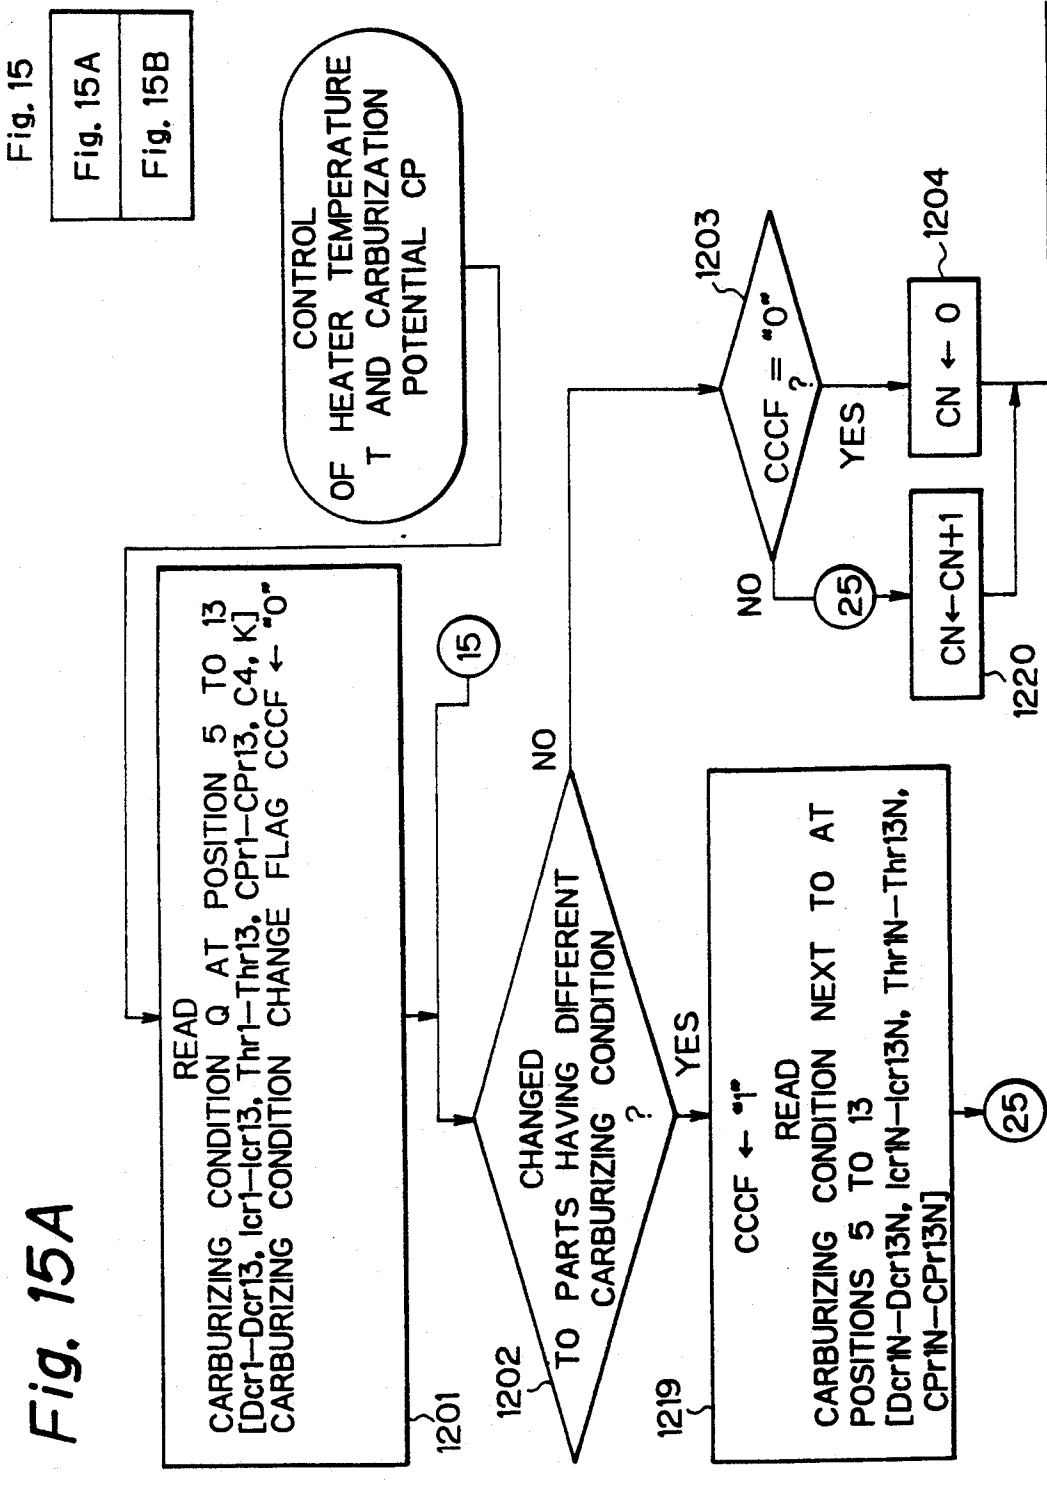 Fig. 15A
Fig. 15
Fig. 15A
Fig. 15B
CONTROL
OF HEATER TEMPERATURE
T AND CARBURIZATION
POTENTIAL CP
READ
CARBURIZING CONDITION Q AT POSITION 5 TO 13
[Dcr1–Dcr13, Icr1–Icr13, Thr1–Thr13, CPr1–CPr13, C4, K]
CARBURIZING CONDITION CHANGE FLAG CCCF ← "0"
1201
15
1202
CHANGED
TO PARTS HAVING DIFFERENT
CARBURIZING CONDITION
?
NO
YES
1203
CCCF = "0"
?
NO
YES
25
1204
CN ← 0
CN←CN+1
1220
1219
CCCF ← "1"
READ
CARBURIZING CONDITION NEXT TO AT
POSITIONS 5 TO 13
[Dcr1N–Dcr13N, Icr1N–Icr13N, Thr1N–Thr13N,
CPr1N–CPr13N]
25